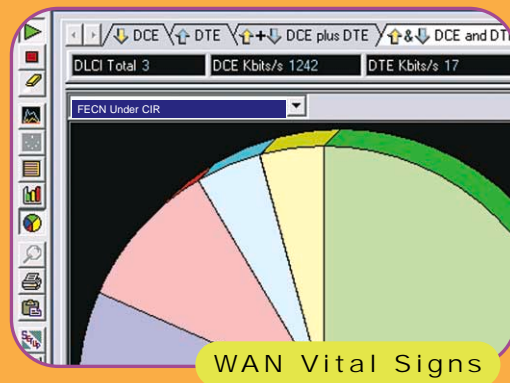 DCE DTE DCE plus DTE DCE and DT
DLCI Total 3 DCE Kbits/s 1242 DTE Kbits/s 17
FECN Under CIR
SETUP
WAN Vital Signs